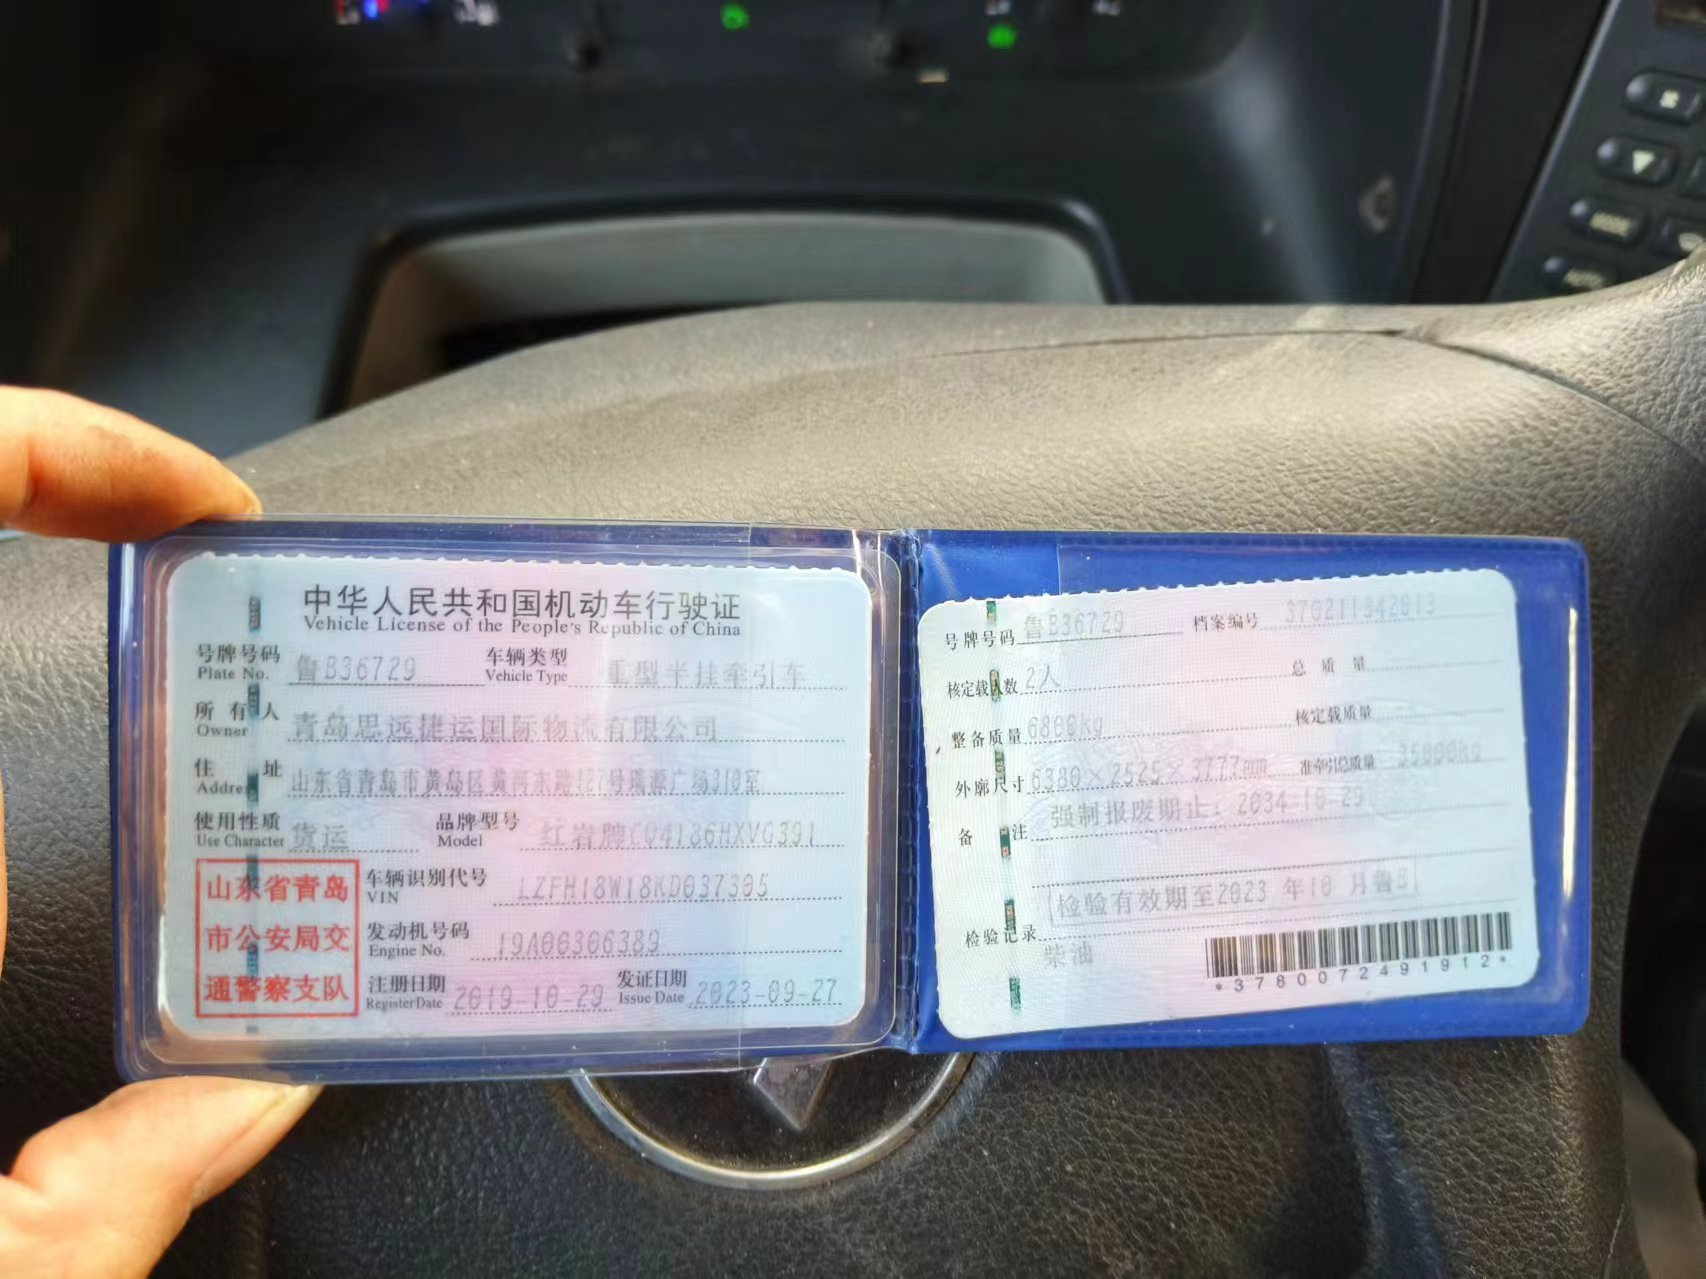 中华人民共和国机动车行驶证
Vehicle License of the People's Republic of China
号牌号码 鲁B36729 车辆类型 重型半挂牵引车
Plate No. Vehicle Type
所有人 青岛思远捷运国际物流有限公司
Owner
住址 山东省青岛市黄岛区黄河东路127号瑞源广场310室
Address
使用性质 货运 品牌型号 红岩牌CQ4186HXVG391
Use Character Model
山东省青岛
市公安局交
通警察支队
车辆识别代号 LZFH18W18KD037305
VIN
发动机号码 19A00306389
Engine No.
注册日期 2019-10-29 发证日期 2023-09-27
Register Date Issue Date
号牌号码 鲁B36729 档案编号 370211342813
核定载人数 2人 总质量
整备质量 6800kg 核定载质量
外廓尺寸 6380×2525×3777mm 准牵引总质量 35000kg
备注 强制报废期止：2034-10-29
检验有效期至2023 年10 月鲁B
检验记录
柴油
*3780072491912*
MODE